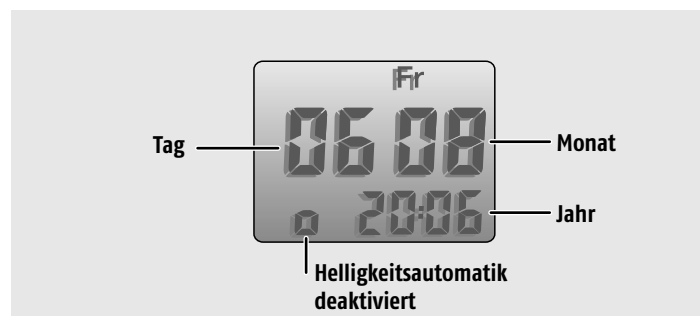 Fr
Tag
06 08
Monat
o 20:06
Jahr
Helligkeitsautomatik
deaktiviert